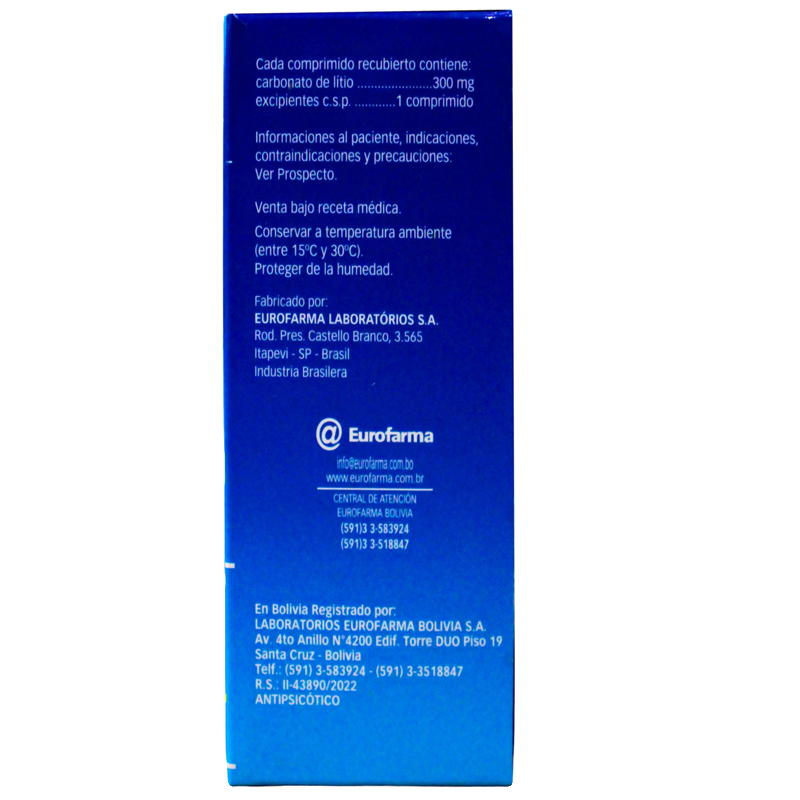 Cada comprimido recubierto contiene:
carbonato de lítio ......................300 mg
excipientes c.s.p. ............1 comprimido
Informaciones al paciente, indicaciones,
contraindicaciones y precauciones:
Ver Prospecto.
Venta bajo receta médica.
Conservar a temperatura ambiente
(entre 15ºC y 30ºC).
Proteger de la humedad.
Fabricado por:
EUROFARMA LABORATÓRIOS S.A.
Rod. Pres. Castello Branco, 3.565
Itapevi - SP - Brasil
Industria Brasilera
@ Eurofarma
info@eurofarma.com.bo
www.eurofarma.com.br
CENTRAL DE ATENCIÓN
EUROFARMA BOLIVIA
(591)3 3-583924
(591)3 3-518847
En Bolivia Registrado por:
LABORATORIOS EUROFARMA BOLIVIA S.A.
Av. 4to Anillo N°4200 Edif. Torre DUO Piso 19
Santa Cruz - Bolivia
Telf.: (591) 3-583924 - (591) 3-3518847
R.S.: II-43890/2022
ANTIPSICÓTICO